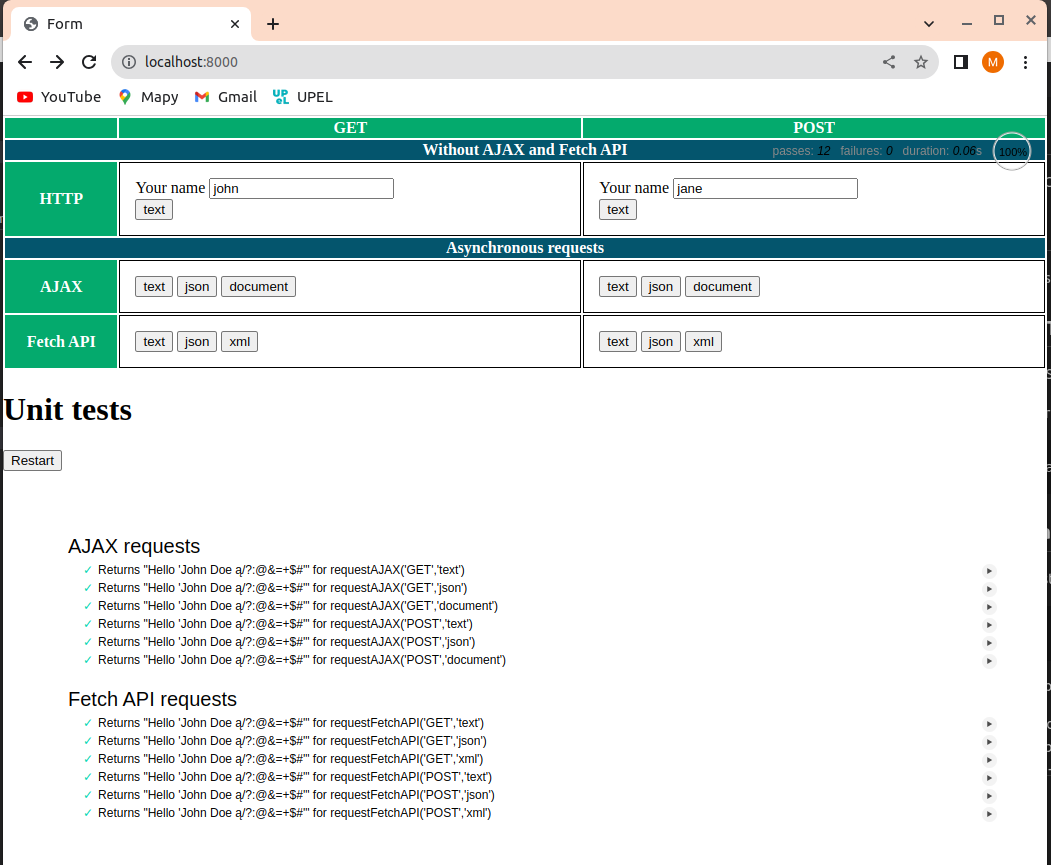 Form
localhost:8000
M
YouTube Mapy Gmail UPEL
GET POST
Without AJAX and Fetch API
passes: 12 failures: 0 duration: 0.06s 100%
HTTP
Your name john
text
Your name jane
text
Asynchronous requests
AJAX text json document text json document
Fetch API text json xml text json xml
Unit tests
Restart
AJAX requests
✓ Returns "Hello 'John Doe ą/?:@&=+$#'" for requestAJAX('GET','text')
✓ Returns "Hello 'John Doe ą/?:@&=+$#'" for requestAJAX('GET','json')
✓ Returns "Hello 'John Doe ą/?:@&=+$#'" for requestAJAX('GET','document')
✓ Returns "Hello 'John Doe ą/?:@&=+$#'" for requestAJAX('POST','text')
✓ Returns "Hello 'John Doe ą/?:@&=+$#'" for requestAJAX('POST','json')
✓ Returns "Hello 'John Doe ą/?:@&=+$#'" for requestAJAX('POST','document')
Fetch API requests
✓ Returns "Hello 'John Doe ą/?:@&=+$#'" for requestFetchAPI('GET','text')
✓ Returns "Hello 'John Doe ą/?:@&=+$#'" for requestFetchAPI('GET','json')
✓ Returns "Hello 'John Doe ą/?:@&=+$#'" for requestFetchAPI('GET','xml')
✓ Returns "Hello 'John Doe ą/?:@&=+$#'" for requestFetchAPI('POST','text')
✓ Returns "Hello 'John Doe ą/?:@&=+$#'" for requestFetchAPI('POST','json')
✓ Returns "Hello 'John Doe ą/?:@&=+$#'" for requestFetchAPI('POST','xml')